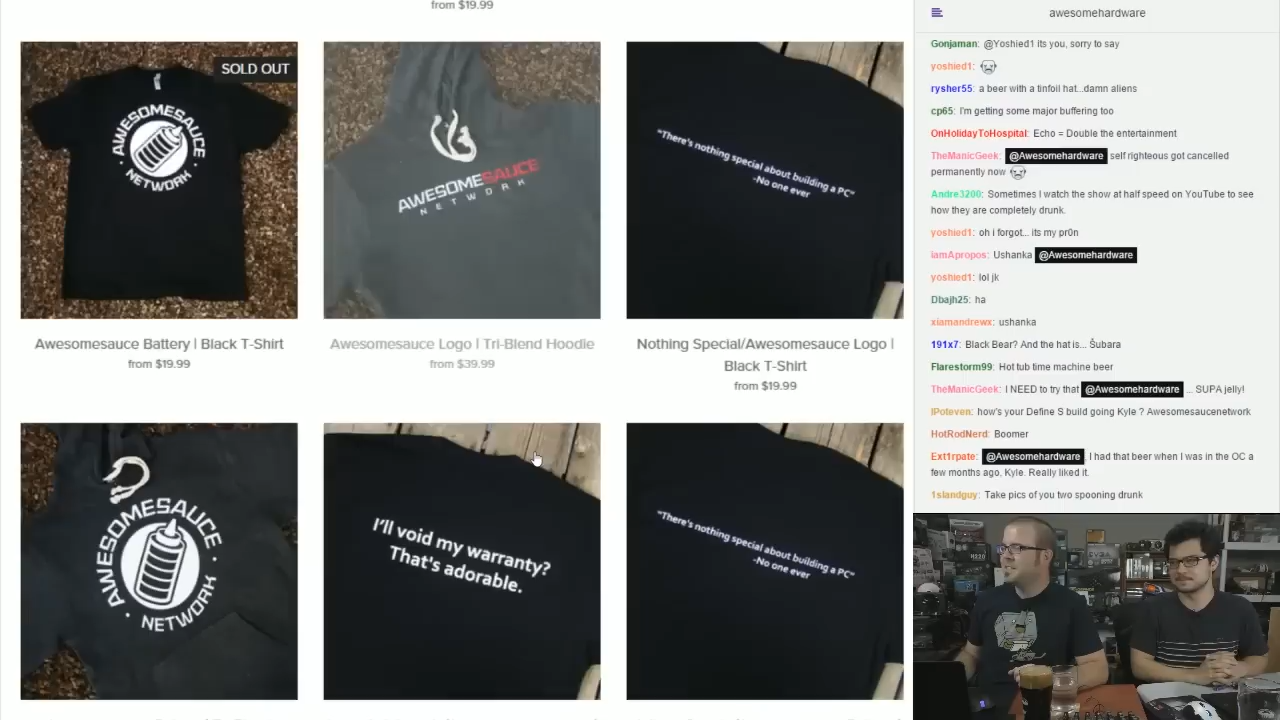 from $19.99
SOLD OUT
AWESOMESAUCE
NETWORK
AWESOMESAUCE
NETWORK
"There's nothing special about building a PC"
-No one ever
Awesomesauce Battery | Black T-Shirt
from $19.99
Awesomesauce Logo | Tri-Blend Hoodie
from $39.99
Nothing Special/Awesomesauce Logo |
Black T-Shirt
from $19.99
AWESOMESAUCE
NETWORK
I'll void my warranty?
That's adorable.
"There's nothing special about building a PC"
-No one ever
awesomehardware
Gonjaman: @Yoshied1 its you, sorry to say
yoshied1:
rysher55: a beer with a tinfoil hat...damn aliens
cp65: I'm getting some major buffering too
OnHolidayToHospital: Echo = Double the entertainment
TheManicGeek: @Awesomehardware self righteous got cancelled
permanently now
Andre3200: Sometimes I watch the show at half speed on YouTube to see
how they are completely drunk.
yoshied1: oh i forgot... its my pr0n
IamApropos: Ushanka @Awesomehardware
yoshied1: lol jk
Dbajh25: ha
xiamandrewx: ushanka
191x7: Black Bear? And the hat is... Šubara
Flarestorm99: Hot tub time machine beer
TheManicGeek: I NEED to try that @Awesomehardware ... SUPA jelly!
IPoteven: how's your Define S build going Kyle ? Awesomesaucenetwork
HotRodNerd: Boomer
Ext1rpate: @Awesomehardware , I had that beer when I was in the OC a
few months ago, Kyle. Really liked it.
1slandguy: Take pics of you two spooning drunk
H220
EVGA